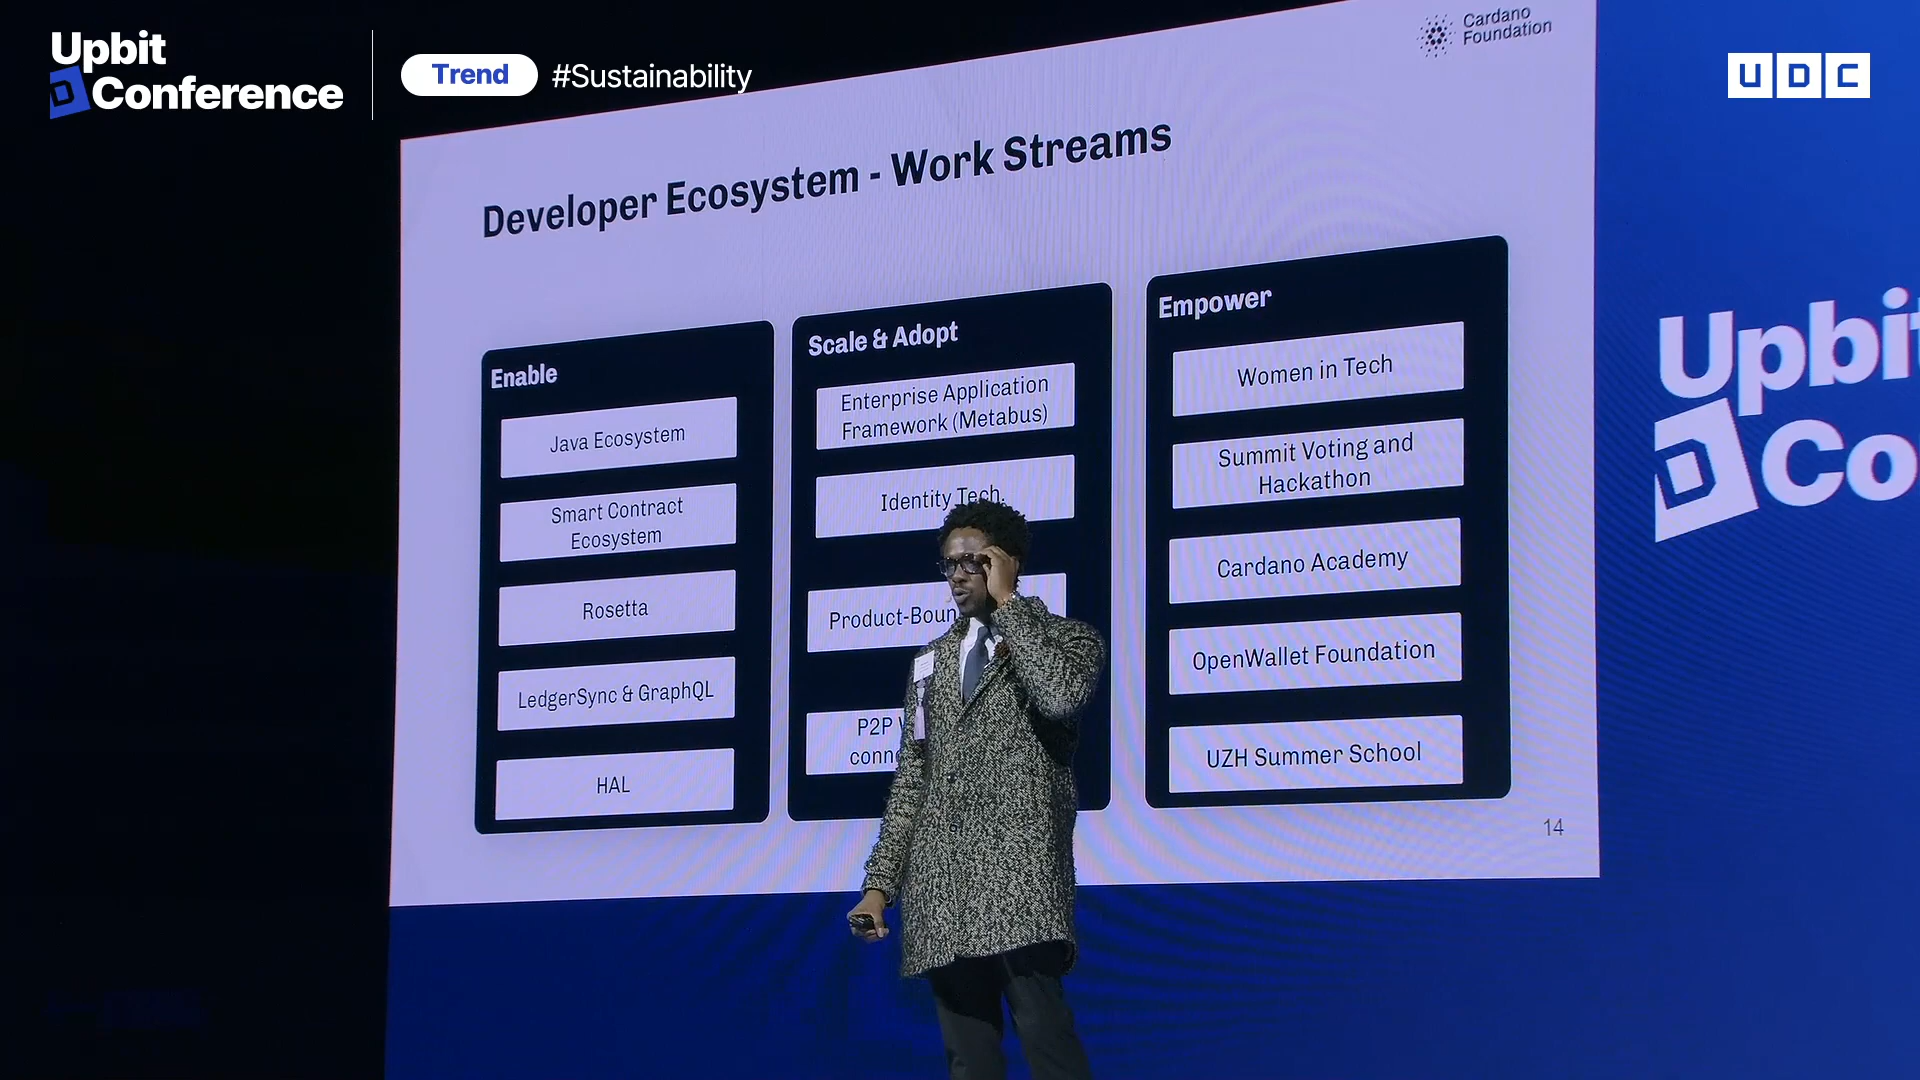 Upbit
D Conference
Trend
#Sustainability
Cardano
Foundation
UDC
Developer Ecosystem - Work Streams
Enable
Java Ecosystem
Smart Contract
Ecosystem
Rosetta
LedgerSync & GraphQL
HAL
Scale & Adopt
Enterprise Application
Framework (Metabus)
Identity Tech.
P2P
Empower
Women in Tech
Summit Voting and
Hackathon
Cardano Academy
OpenWallet Foundation
UZH Summer School
14
Upbit
D Co